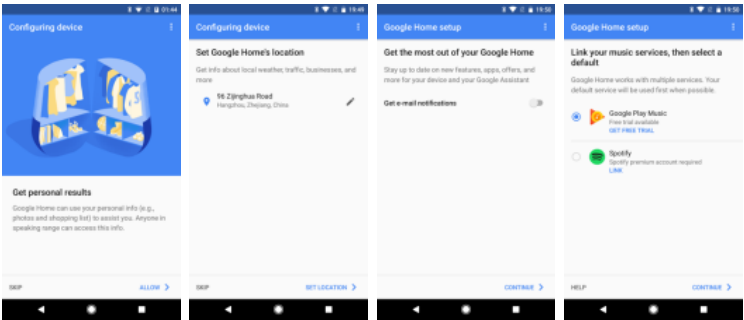 01:44
Configuring device
Get personal results
Google Home can use your personal info (e.g.,
photos and shopping list) to assist you. Anyone in
speaking range can access this info.
SKIP
ALLOW
19:49
Configuring device
Set Google Home's location
Get info about local weather, traffic, businesses, and
more
96 Zijinghua Road
Hangzhou, Zhejiang, China
SKIP
SET LOCATION
19:50
Google Home setup
Get the most out of your Google Home
Stay up to date on new features, apps, offers, and
more for your device and your Google Assistant
Get e-mail notifications
CONTINUE
19:50
Google Home setup
Link your music services, then select a
default
Google Home works with multiple services. Your
default service will be used first when possible.
Google Play Music
Free trial available
GET FREE TRIAL
Spotify
Spotify premium account required
LINK
HELP
CONTINUE